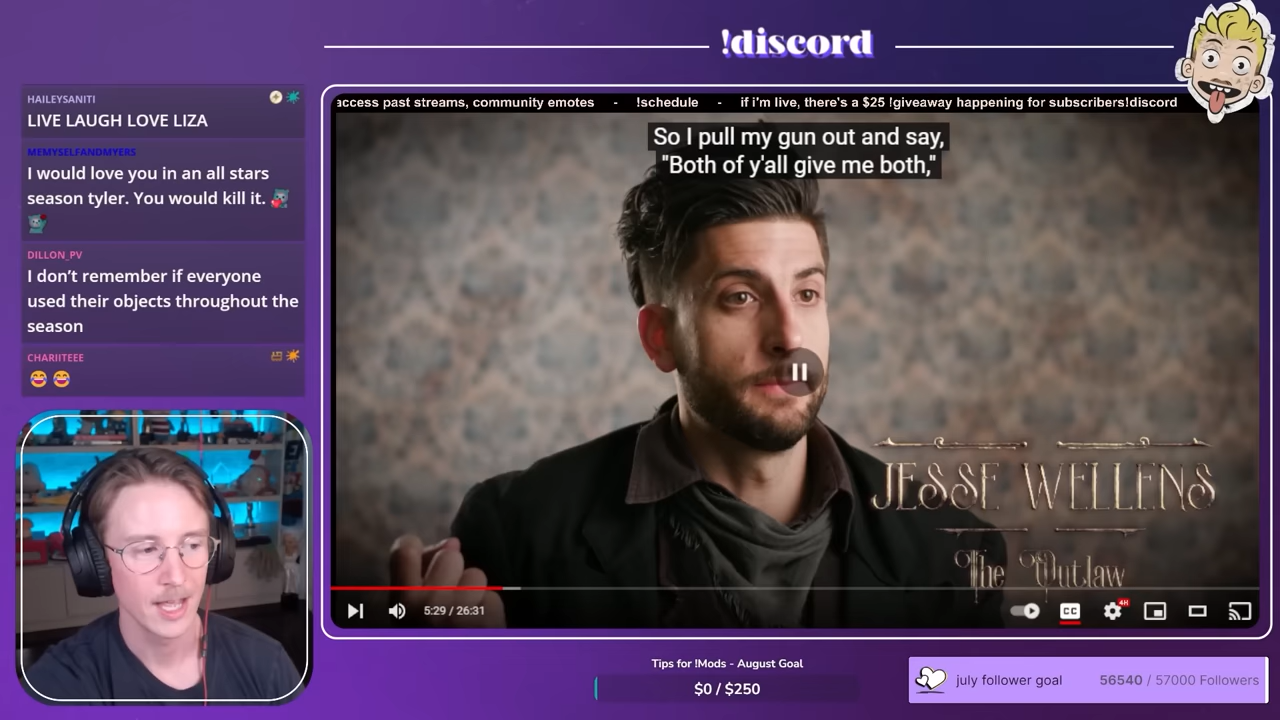 !discord
access past streams, community emotes - !schedule - if i'm live, there's a $25 !giveaway happening for subscribers!discord
HAILEYSANITI
LIVE LAUGH LOVE LIZA
MEMYSELFANDMYERS
I would love you in an all stars
season tyler. You would kill it.
DILLON_PV
I don’t remember if everyone
used their objects throughout the
season
CHARIITEEE
So I pull my gun out and say,
"Both of y'all give me both,"
JESSE WELLENS
The Outlaw
5:29 / 26:31
CC
4K
Tips for !Mods - August Goal
$0 / $250
july follower goal 56540 / 57000 Followers